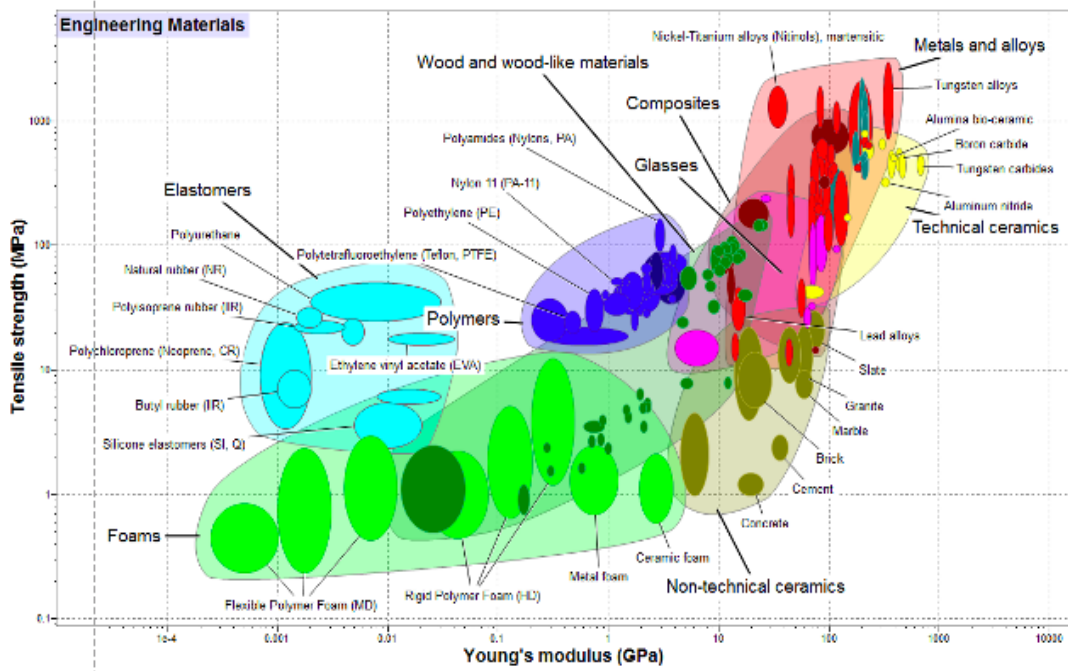 Engineering Materials
Nickel-Titanium alloys (Nitinols), martensitic
Metals and alloys
Wood and wood-like materials
Tungsten alloys
Composites
Alumina bio-ceramic
1000
Polyamides (Nylons, PA)
Boron carbide
Glasses
Tungsten carbides
Nylon 11 (PA-11)
Elastomers
Aluminum nitride
Polyethylene (PE)
Technical ceramics
Polyurethane
100
Polytetrafluoroethylene (Teflon, PTFE)
Natural rubber (NR)
Polyisoprene rubber (IIR)
Polymers
Lead alloys
Polychloroprene (Neoprene, CR)
Ethylene vinyl acetate (EVA)
Slate
10
Butyl rubber (IIR)
Granite
Marble
Silicone elastomers (SI, Q)
Brick
Cement
1
Concrete
Foams
Ceramic foam
Metal foam
Non-technical ceramics
Rigid Polymer Foam (HD)
Flexible Polymer Foam (MD)
0.1
1e-4
0.001
0.01
0.1
1
10
100
1000
10000
Young's modulus (GPa)
Tensile strength (MPa)